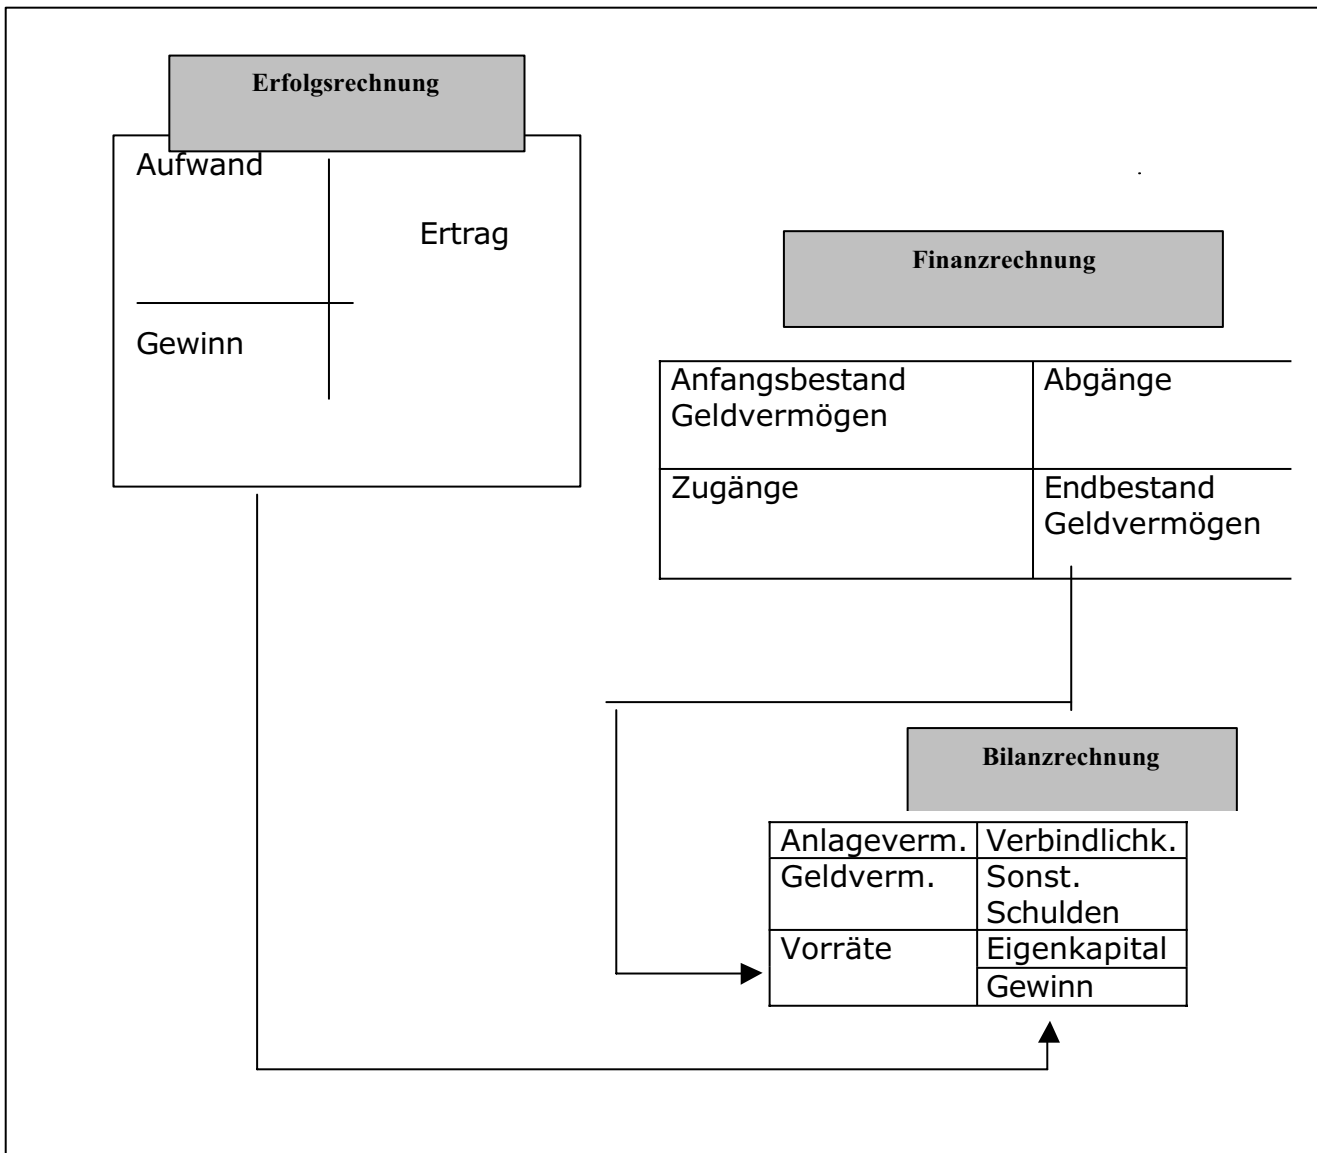 Erfolgsrechnung
Aufwand
Ertrag
Gewinn
Finanzrechnung
Anfangsbestand
Geldvermögen
Abgänge
Zugänge
Endbestand
Geldvermögen
Bilanzrechnung
Anlageverm.
Verbindlichk.
Geldverm.
Sonst.
Schulden
Vorräte
Eigenkapital
Gewinn